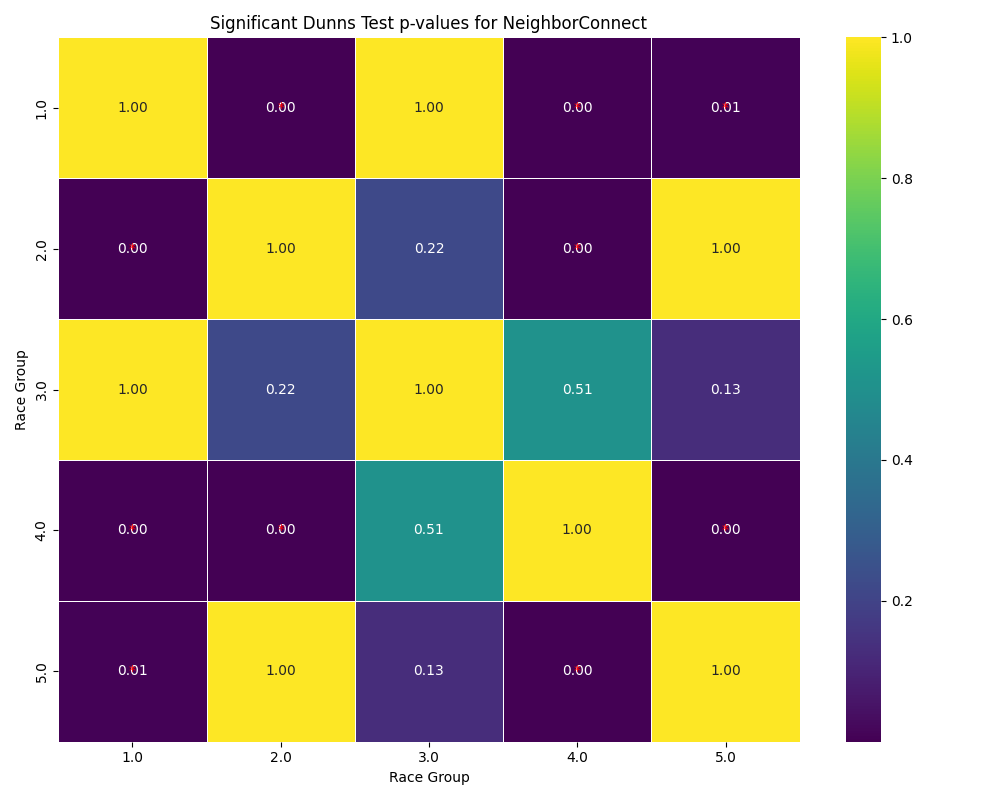 Significant Dunns Test p-values for NeighborConnect
1.00 0.00 1.00 0.00 0.01
0.00 1.00 0.22 0.00 1.00
1.00 0.22 1.00 0.51 0.13
0.00 0.00 0.51 1.00 0.00
0.01 1.00 0.13 0.00 1.00
1.0
2.0
3.0
4.0
5.0
Race Group
1.0 2.0 3.0 4.0 5.0
Race Group
1.0
0.8
0.6
0.4
0.2